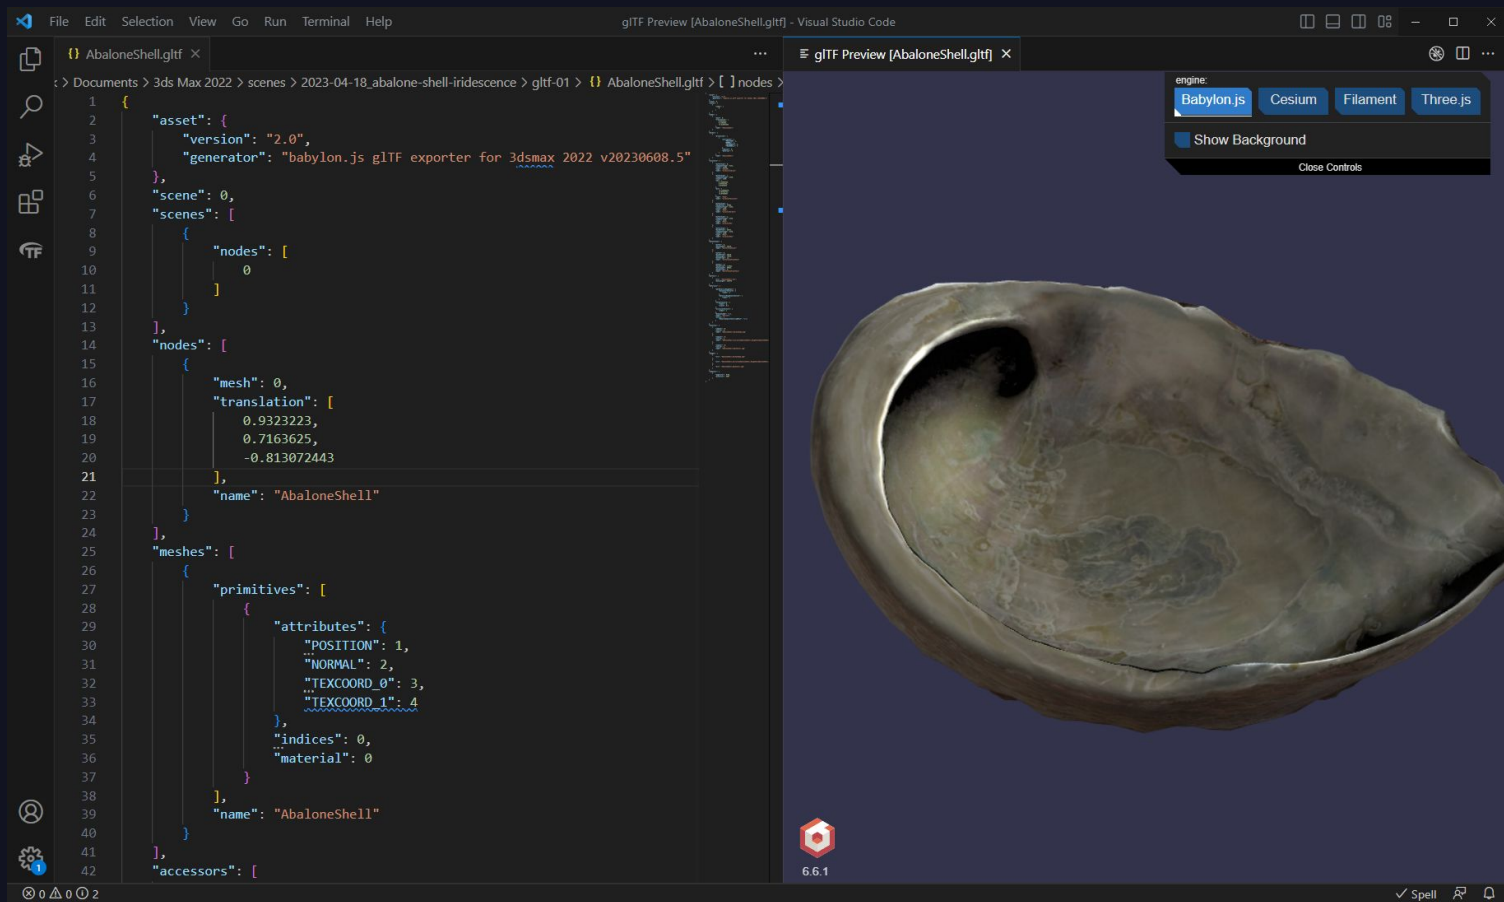 File Edit Selection View Go Run Terminal Help
glTF Preview [AbaloneShell.gltf] - Visual Studio Code
{} AbaloneShell.gltf ×
glTF Preview [AbaloneShell.gltf] ×
> Documents > 3ds Max 2022 > scenes > 2023-04-18_abalone-shell-iridescence > gltf-01 > {} AbaloneShell.gltf > [ ] nodes >
1 {
2 "asset": {
3 "version": "2.0",
4 "generator": "babylon.js glTF exporter for 3dsmax 2022 v20230608.5"
5 },
6 "scene": 0,
7 "scenes": [
8 {
9 "nodes": [
10 0
11 ]
12 }
13 ],
14 "nodes": [
15 {
16 "mesh": 0,
17 "translation": [
18 0.9323223,
19 0.7163625,
20 -0.813072443
21 ],
22 "name": "AbaloneShell"
23 }
24 ],
25 "meshes": [
26 {
27 "primitives": [
28 {
29 "attributes": {
30 "POSITION": 1,
31 "NORMAL": 2,
32 "TEXCOORD_0": 3,
33 "TEXCOORD_1": 4
34 },
35 "indices": 0,
36 "material": 0
37 }
38 ],
39 "name": "AbaloneShell"
40 }
41 ],
42 "accessors": [
engine:
Babylon.js Cesium Filament Three.js
Show Background
Close Controls
6.6.1
TF
1
0 0 2
Spell